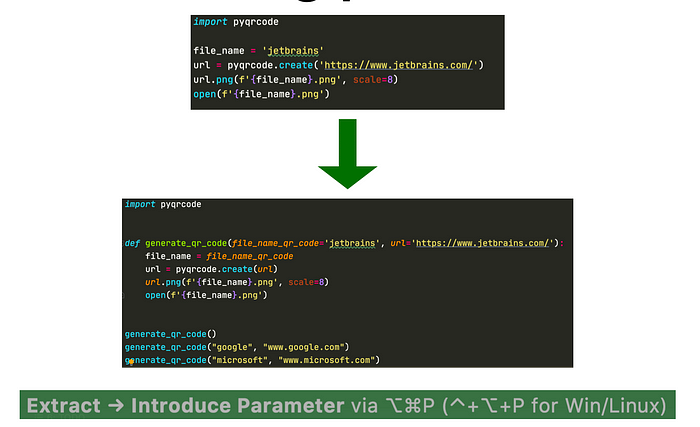 import pyqrcode
file_name = 'jetbrains'
url = pyqrcode.create('https://www.jetbrains.com/')
url.png(f'{file_name}.png', scale=8)
open(f'{file_name}.png')
import pyqrcode
def generate_qr_code(file_name_qr_code='jetbrains', url='https://www.jetbrains.com/'):
    file_name = file_name_qr_code
    url = pyqrcode.create(url)
    url.png(f'{file_name}.png', scale=8)
    open(f'{file_name}.png')
generate_qr_code()
generate_qr_code("google", "www.google.com")
generate_qr_code("microsoft", "www.microsoft.com")
Extract → Introduce Parameter via ⌥⌘P (^+⌥+P for Win/Linux)